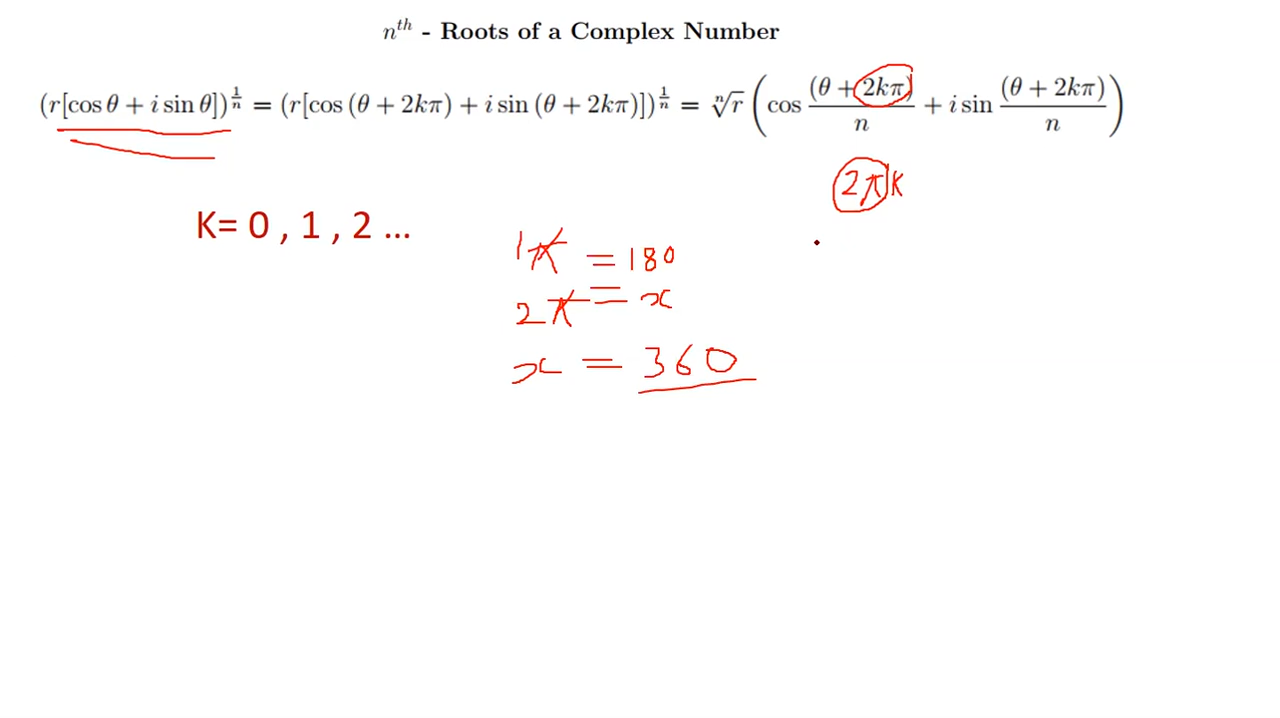 nth - Roots of a Complex Number
(r[cos θ + i sin θ])^(1/n) = (r[cos (θ + 2kπ) + i sin (θ + 2kπ)])^(1/n) = ⁿ√r ( cos (θ + 2kπ)/n + i sin (θ + 2kπ)/n )
2πK
K= 0 , 1 , 2 ...
1π = 180
2π = x
x = 360